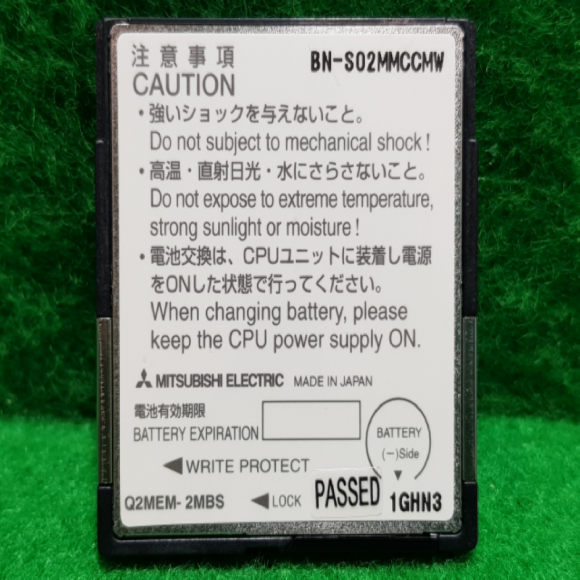 注意事項 BN-S02MMCCMW
CAUTION
・強いショックを与えないこと。
Do not subject to mechanical shock!
・高温・直射日光・水にさらさないこと。
Do not expose to extreme temperature,
strong sunlight or moisture!
・電池交換は、CPUユニットに装着し電源
をONした状態で行ってください。
When changing battery, please
keep the CPU power supply ON.
MITSUBISHI ELECTRIC MADE IN JAPAN
電池有効期限
BATTERY EXPIRATION
BATTERY
(−)Side
▼
◀WRITE PROTECT
Q2MEM- 2MBS ◀LOCK PASSED 1GHN3